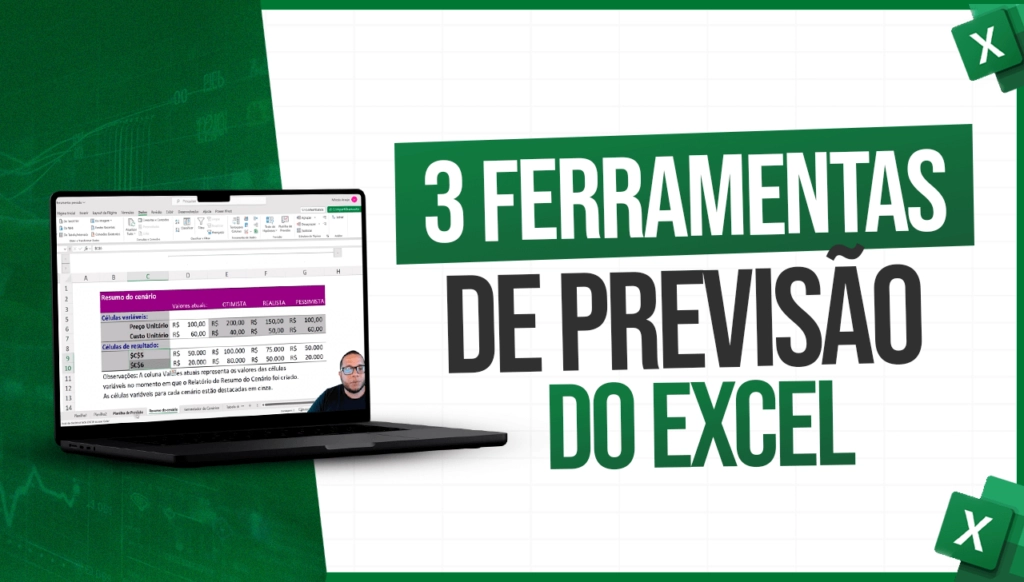 3 FERRAMENTAS
DE PREVISÃO
DO EXCEL
A B C D E F G H
Resumo do cenário
Valores atuais OTIMISTA REALISTA PESSIMISTA
Células variáveis:
Preço Unitário R$ 100,00 R$ 200,00 R$ 150,00 R$ 100,00
Custo Unitário R$ 60,00 R$ 40,00 R$ 50,00 R$ 60,00
Células de resultado:
$C$5 R$ 50.000 R$ 100.000 R$ 75.000 R$ 50.000
$C$6 R$ 20.000 R$ 80.000 R$ 50.000 R$ 20.000
Observações: A coluna Valores atuais representa os valores das células
variáveis no momento em que o Relatório de Resumo do Cenário foi criado.
As células variáveis para cada cenário estão destacadas em cinza.
X
X